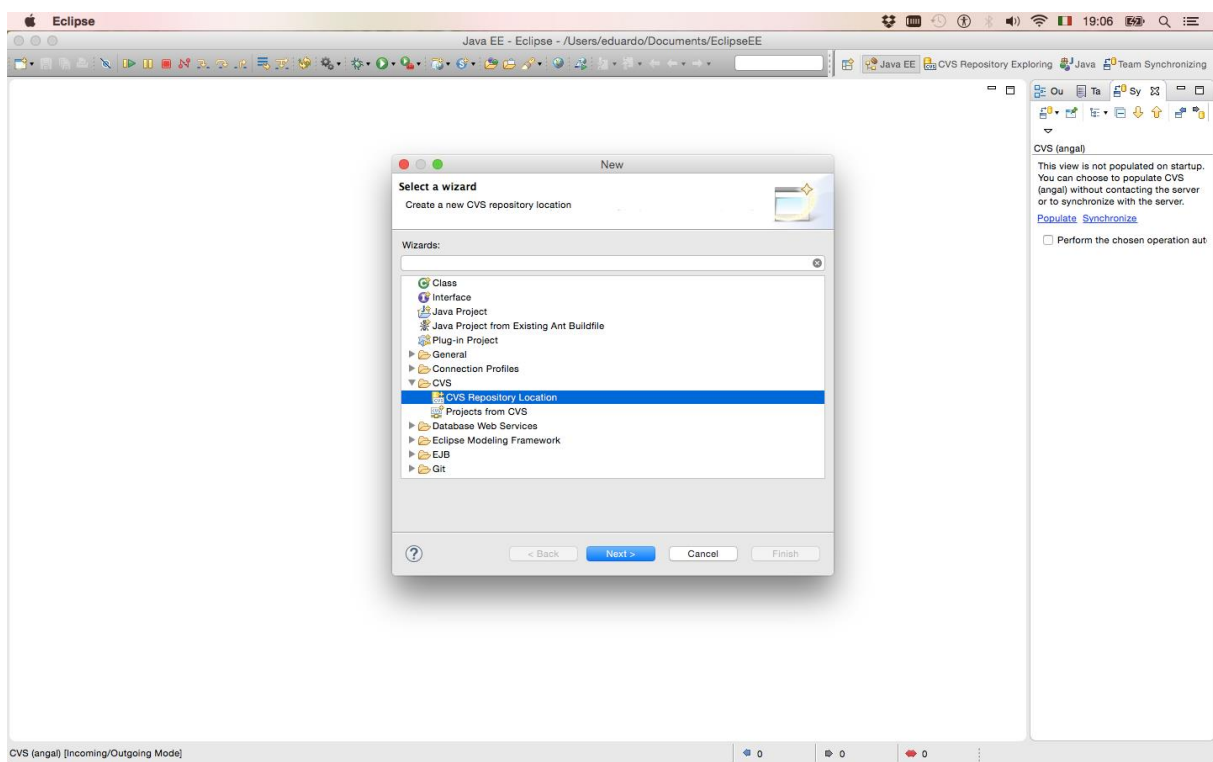 Eclipse
19:06
Java EE - Eclipse - /Users/eduardo/Documents/EclipseEE
Java EE CVS Repository Exploring Java Team Synchronizing
Ou Ta Sy
CVS (angal)
This view is not populated on startup.
You can choose to populate CVS
(angal) without contacting the server
or to synchronize with the server.
Populate Synchronize
Perform the chosen operation aut
New
Select a wizard
Create a new CVS repository location
Wizards:
Class
Interface
Java Project
Java Project from Existing Ant Buildfile
Plug-in Project
General
Connection Profiles
CVS
CVS Repository Location
Projects from CVS
Database Web Services
Eclipse Modeling Framework
EJB
Git
? < Back Next > Cancel Finish
CVS (angal) [Incoming/Outgoing Mode] 0 0 0